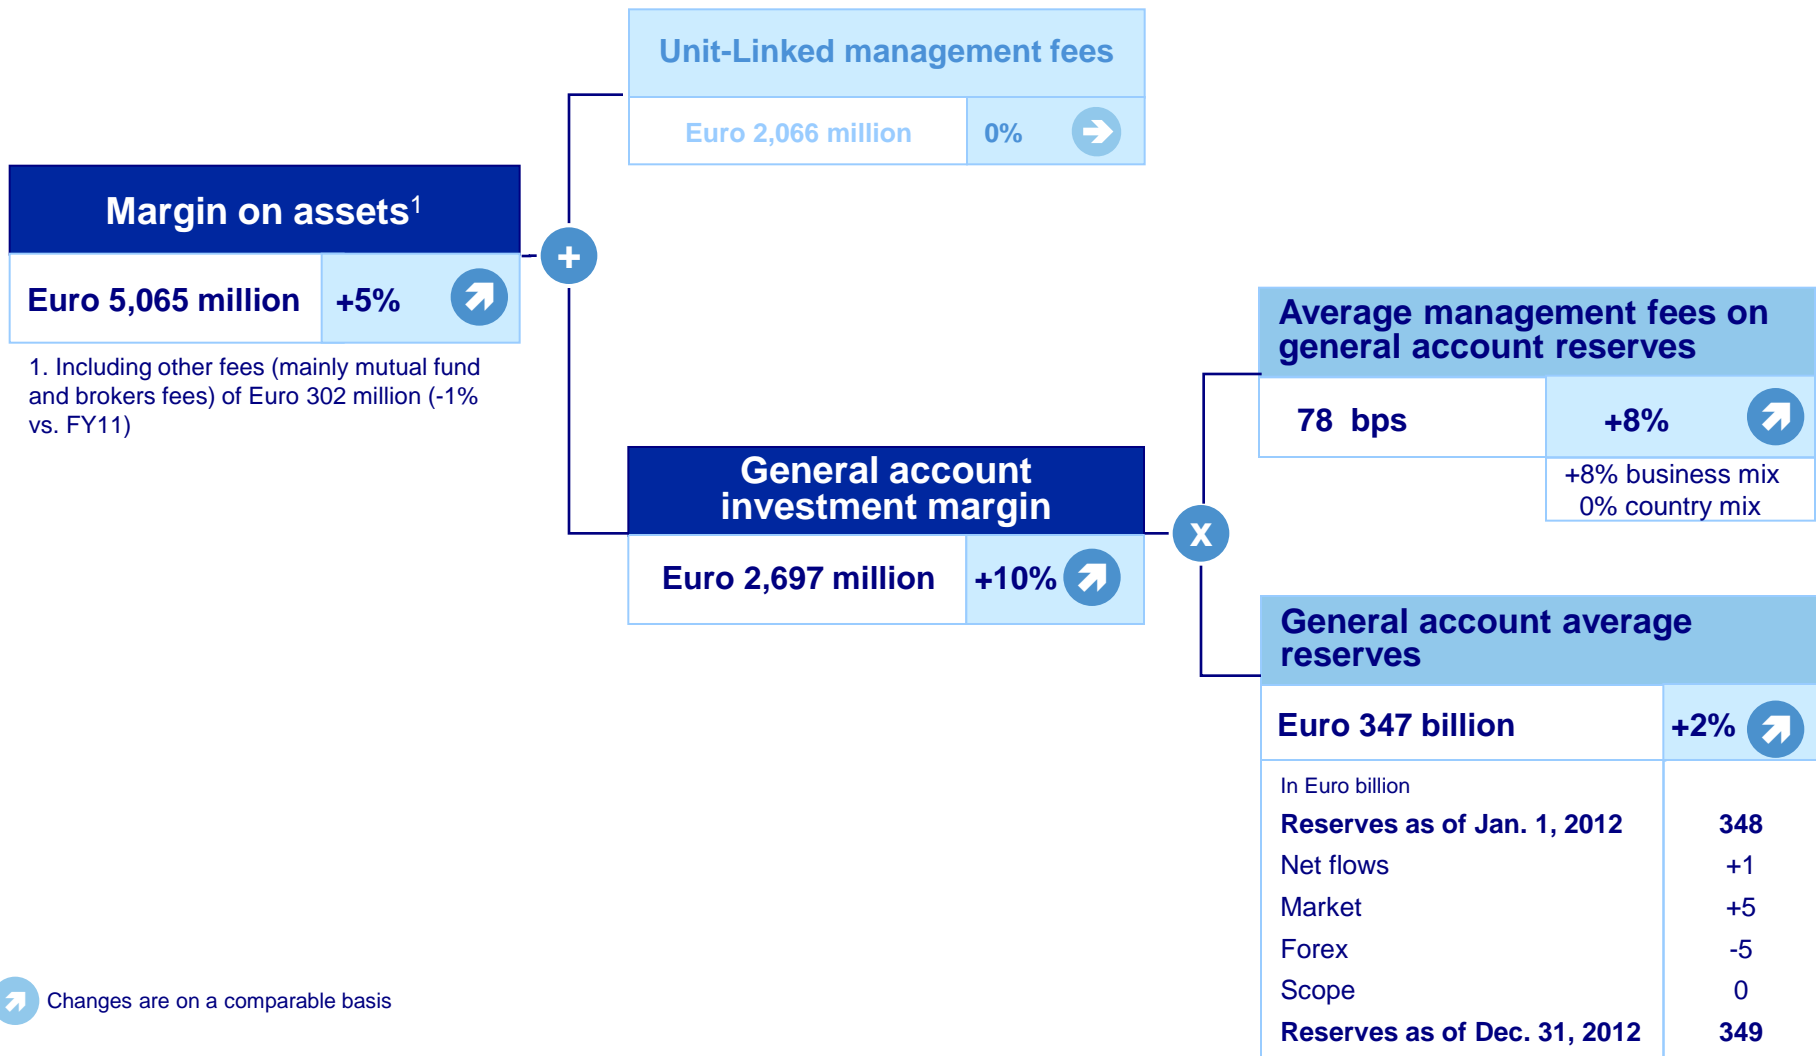 Unit-Linked management fees
Euro 2,066 million 0%
Margin on assets1
Euro 5,065 million +5%
1. Including other fees (mainly mutual fund
and brokers fees) of Euro 302 million (-1%
vs. FY11)
+
General account
investment margin
Euro 2,697 million +10%
x
Average management fees on
general account reserves
78 bps +8%
+8% business mix
0% country mix
General account average
reserves
Euro 347 billion +2%
In Euro billion
Reserves as of Jan. 1, 2012 348
Net flows +1
Market +5
Forex -5
Scope 0
Reserves as of Dec. 31, 2012 349
Changes are on a comparable basis